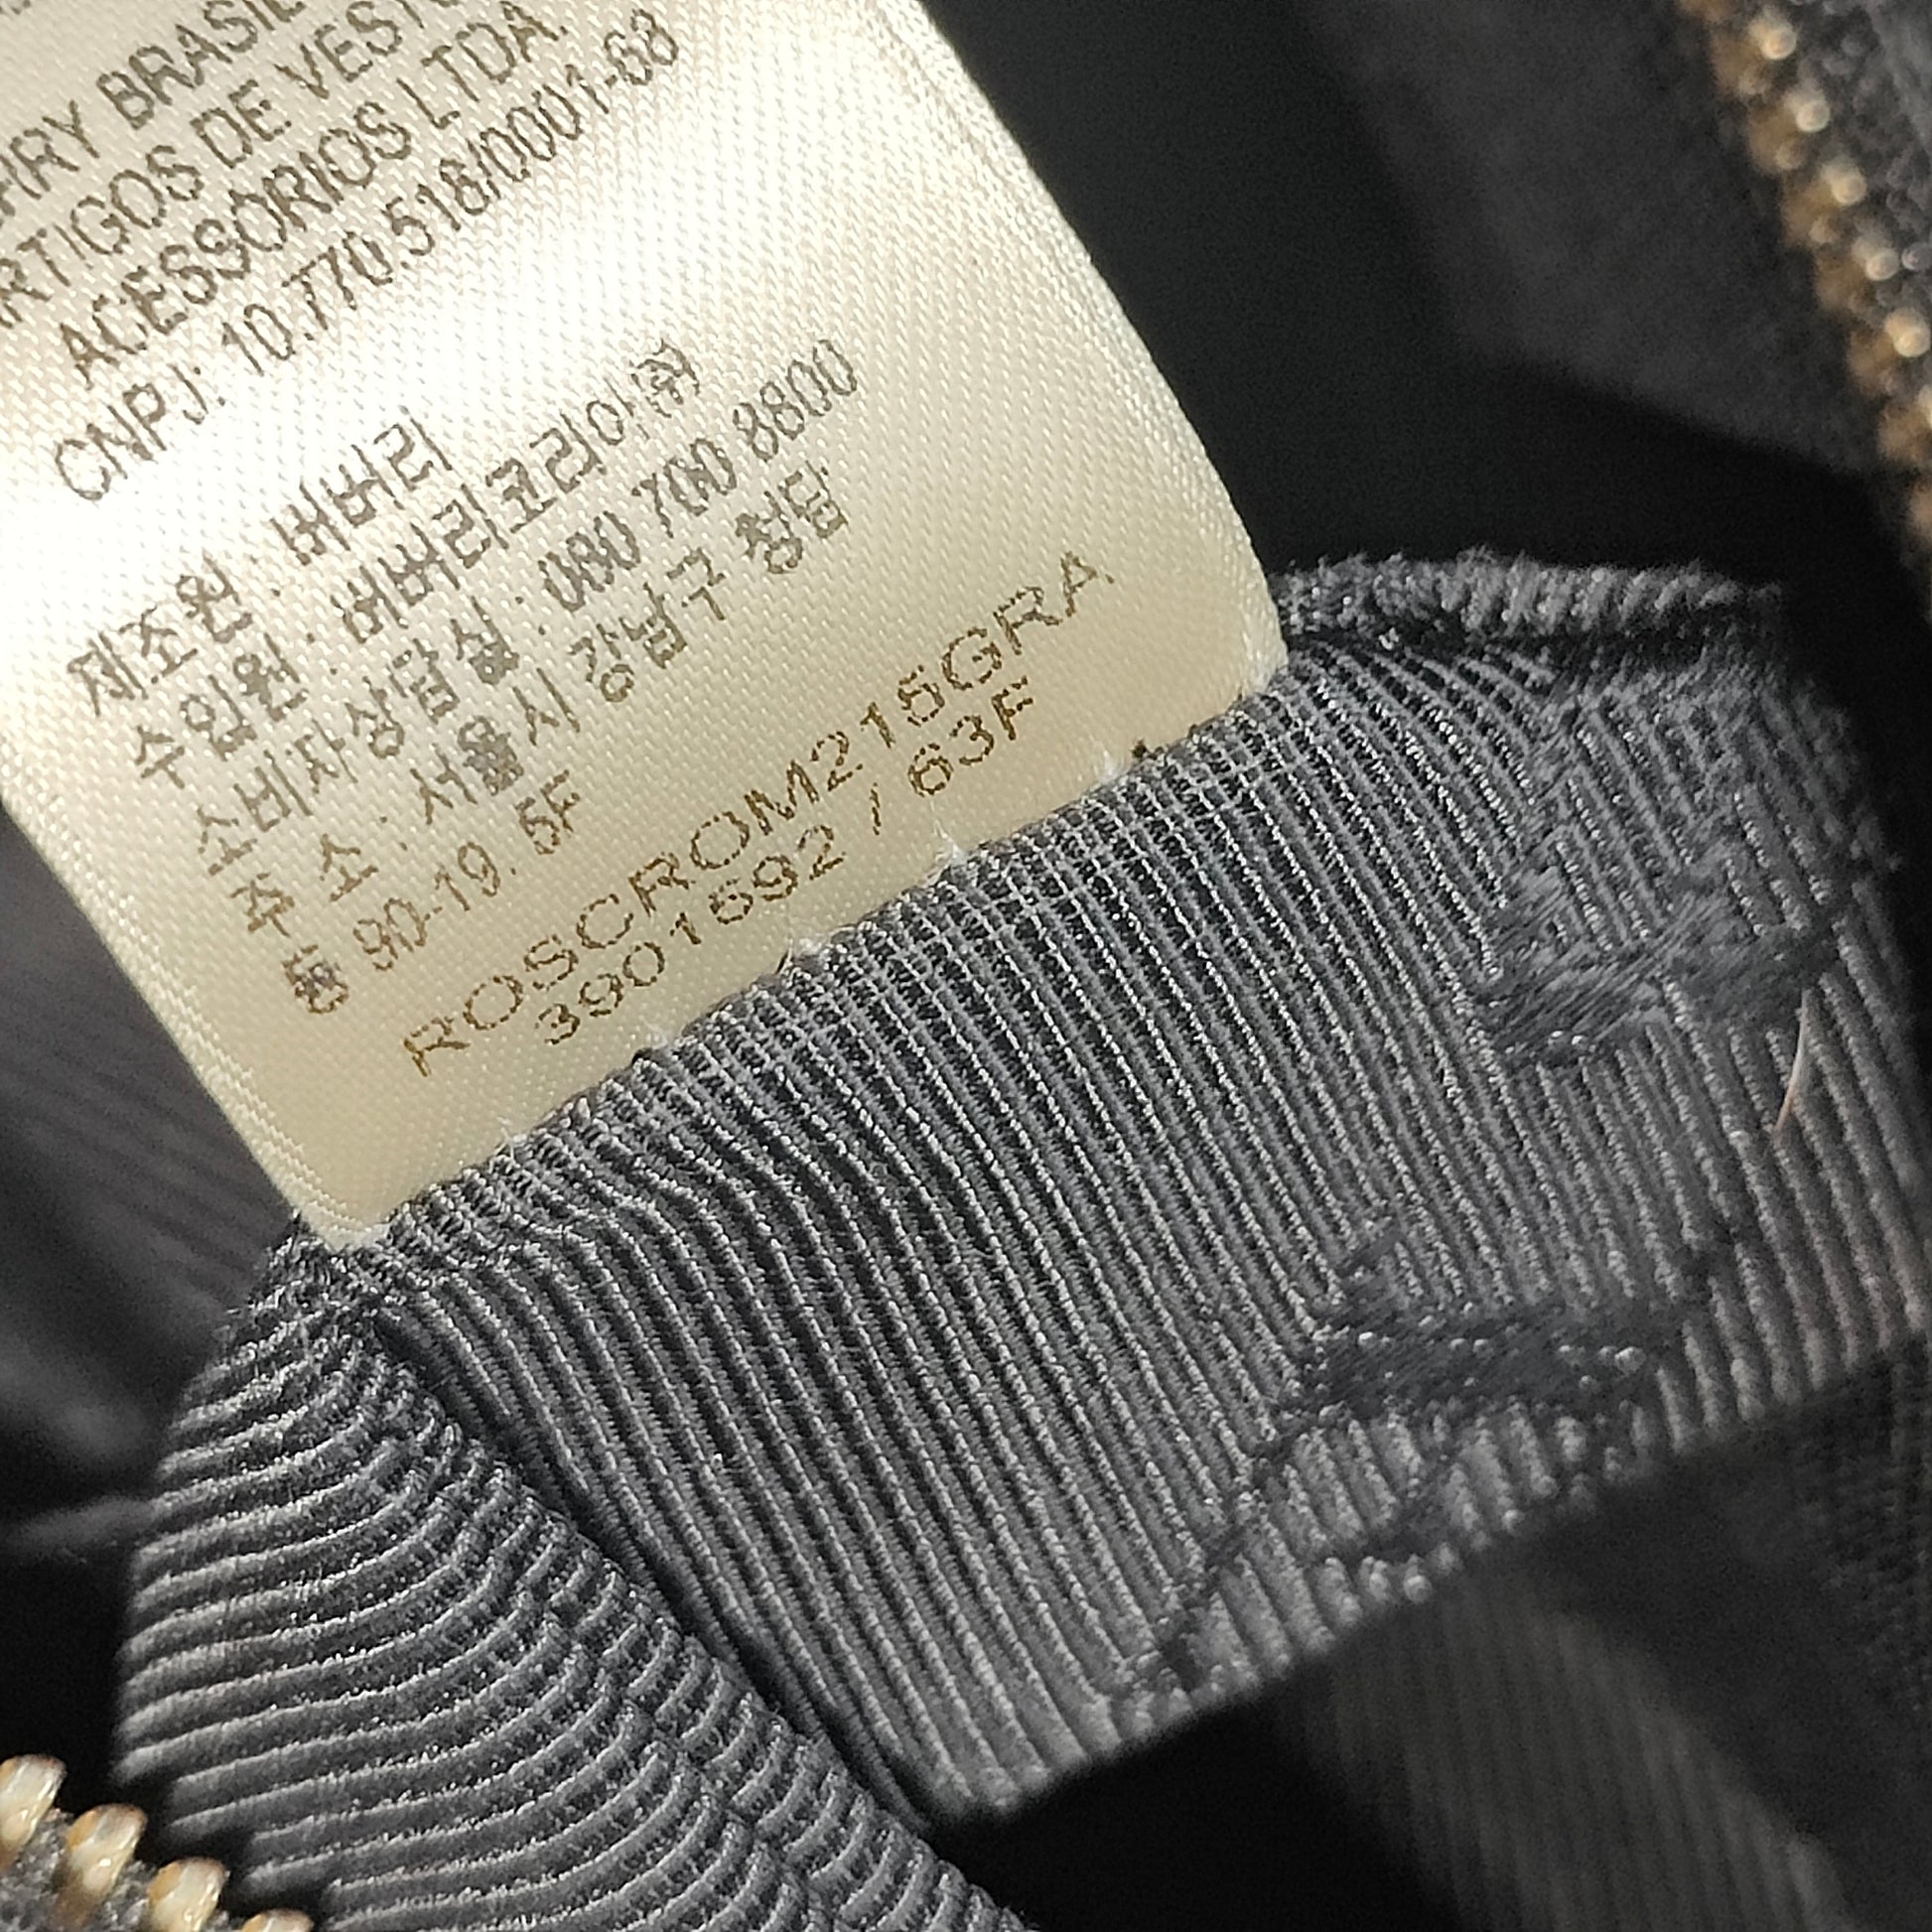 RRY BRASIL
RTIGOS DE VESTU
ACESSORIOS LTDA.
CNPJ: 10.770.518/0001-68
제조원 : 버버리
수입원 : 버버리코리아㈜
소비자상담실 : 080 700 8800
주 소 : 서울시 강남구 청담
동 90-19, 5F
ROSCROM215GRA
3901592 / 63F